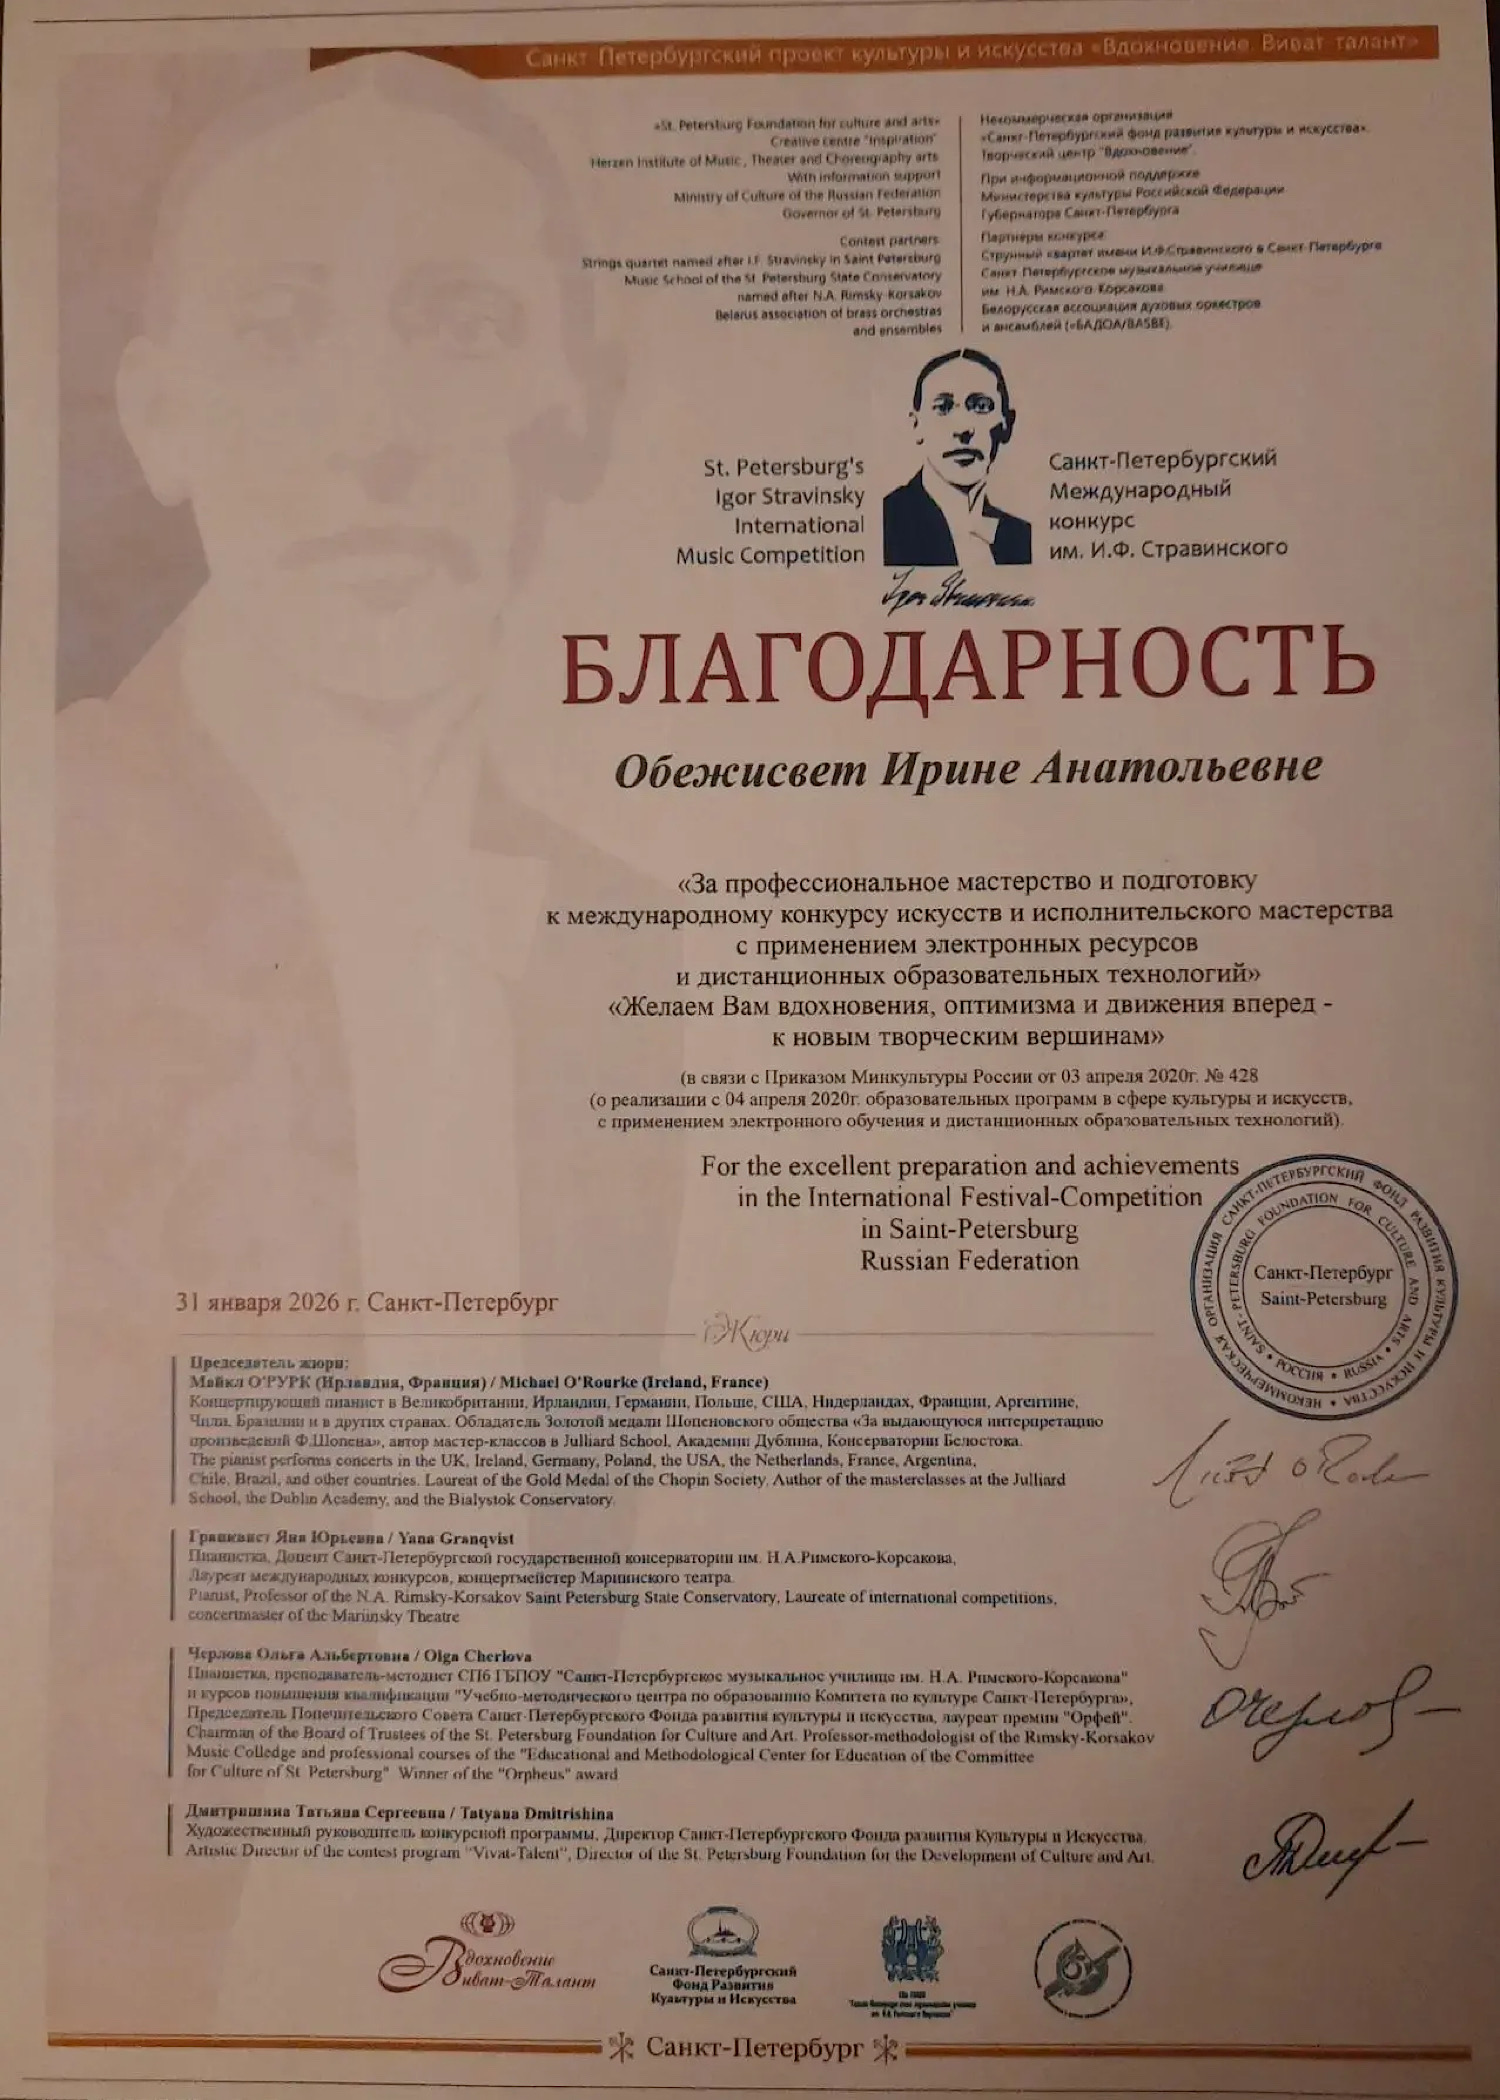 Санкт-Петербургский проект культуры и искусства «Вдохновение. Виват талант»
«St. Petersburg Foundation for culture and arts»
Creative centre "Inspiration"
Herzen Institute of Music, Theater and Choreography arts
With information support
Ministry of Culture of the Russian Federation
Governor of St. Petersburg
Contest partners
Strings quartet named after I.F. Stravinsky in Saint Petersburg
Music School of the St. Petersburg State Conservatory
named after N.A. Rimsky-Korsakov
Belarus association of brass orchestras
and ensembles
Некоммерческая организация
«Санкт-Петербургский фонд развития культуры и искусства».
Творческий центр "Вдохновение".
При информационной поддержке
Министерства культуры Российской Федерации
Губернатора Санкт-Петербурга
Партнеры конкурса:
Струнный квартет имени И.Ф.Стравинского в Санкт-Петербурге
Санкт-Петербургское музыкальное училище
им. Н.А. Римского-Корсакова
Белорусская ассоциация духовых оркестров
и ансамблей («БАДОА/BASBE).
St. Petersburg's
Igor Stravinsky
International
Music Competition
Санкт-Петербургский
Международный
конкурс
им. И.Ф. Стравинского
БЛАГОДАРНОСТЬ
Обежисвет Ирине Анатольевне
«За профессиональное мастерство и подготовку
к международному конкурсу искусств и исполнительского мастерства
с применением электронных ресурсов
и дистанционных образовательных технологий»
«Желаем Вам вдохновения, оптимизма и движения вперед -
к новым творческим вершинам»
(в связи с Приказом Минкультуры России от 03 апреля 2020г. № 428
(о реализации с 04 апреля 2020г. образовательных программ в сфере культуры и искусств,
с применением электронного обучения и дистанционных образовательных технологий).
For the excellent preparation and achievements
in the International Festival-Competition
in Saint-Petersburg
Russian Federation
НЕКОММЕРЧЕСКАЯ ОРГАНИЗАЦИЯ САНКТ-ПЕТЕРБУРГСКИЙ ФОНД РАЗВИТИЯ КУЛЬТУРЫ И ИСКУССТВА
SAINT-PETERSBURG FOUNDATION FOR CULTURE AND ARTS
РОССИЯ • RUSSIA
Санкт-Петербург
Saint-Petersburg
31 января 2026 г. Санкт-Петербург
Жюри
Председатель жюри:
Майкл О'РУРК (Ирландия, Франция) / Michael O'Rourke (Ireland, France)
Концертирующий пианист в Великобритании, Ирландии, Германии, Польше, США, Нидерландах, Франции, Аргентине,
Чили, Бразилии и в других странах. Обладатель Золотой медали Шопеновского общества «За выдающуюся интерпретацию
произведений Ф.Шопена», автор мастер-классов в Julliard School, Академии Дублина, Консерватории Белостока.
The pianist performs concerts in the UK, Ireland, Germany, Poland, the USA, the Netherlands, France, Argentina,
Chile, Brazil, and other countries. Laureat of the Gold Medal of the Chopin Society. Author of the masterclasses at the Julliard
School, the Dublin Academy, and the Bialystok Conservatory.
Гранквист Яна Юрьевна / Yana Granqvist
Пианистка, Доцент Санкт-Петербургской государственной консерватории им. Н.А.Римского-Корсакова,
Лауреат международных конкурсов, концертмейстер Мариинского театра.
Pianist, Professor of the N.A. Rimsky-Korsakov Saint Petersburg State Conservatory, Laureate of international competitions,
concertmaster of the Mariinsky Theatre
Черлова Ольга Альбертовна / Olga Cherlova
Пианистка, преподаватель-методист СПб ГБПОУ "Санкт-Петербургское музыкальное училище им. Н.А. Римского-Корсакова"
и курсов повышения квалификации "Учебно-методического центра по образованию Комитета по культуре Санкт-Петербурга»,
Председатель Попечительского Совета Санкт-Петербургского Фонда развития культуры и искусства, лауреат премии "Орфей".
Chairman of the Board of Trustees of the St. Petersburg Foundation for Culture and Art. Professor-methodologist of the Rimsky-Korsakov
Music Colledge and professional courses of the "Educational and Methodological Center for Education of the Committee
for Culture of St. Petersburg" Winner of the "Orpheus" award
Дмитришина Татьяна Сергеевна / Tatyana Dmitrishina
Художественный руководитель конкурсной программы, Директор Санкт-Петербургского Фонда развития Культуры и Искусства.
Artistic Director of the contest program "Vivat-Talent", Director of the St. Petersburg Foundation for the Development of Culture and Art.
Вдохновение
Виват-Талант
Санкт-Петербургский
Фонд Развития
Культуры и Искусства
Санкт-Петербург